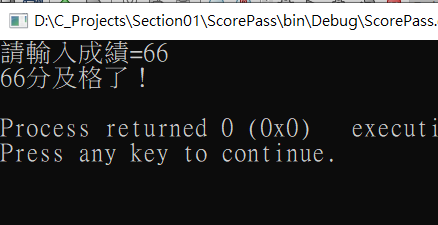 D:\C_Projects\Section01\ScorePass\bin\Debug\ScorePass.
請輸入成績=66
66分及格了！
Process returned 0 (0x0)   executi
Press any key to continue.